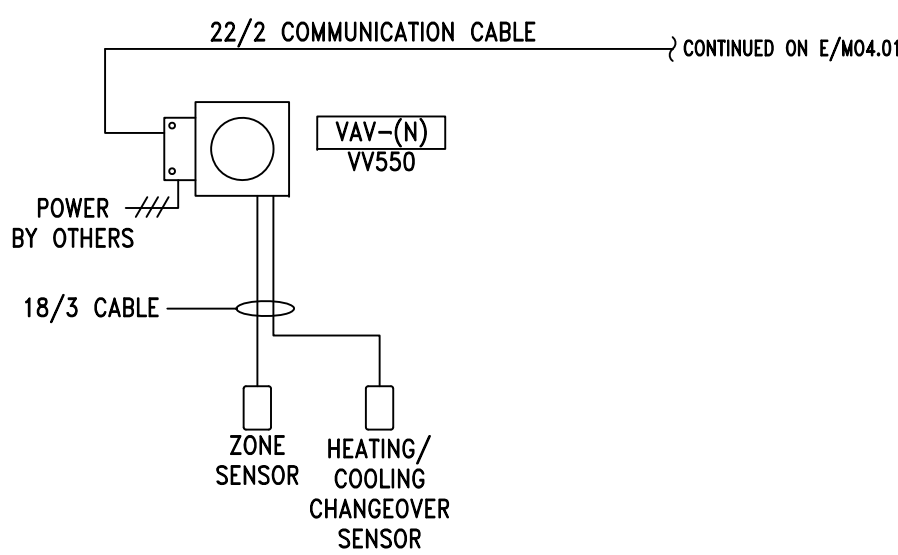 22/2 COMMUNICATION CABLE
CONTINUED ON E/M04.01
VAV-(N)
VV550
POWER
BY OTHERS
18/3 CABLE
ZONE
SENSOR
HEATING/
COOLING
CHANGEOVER
SENSOR